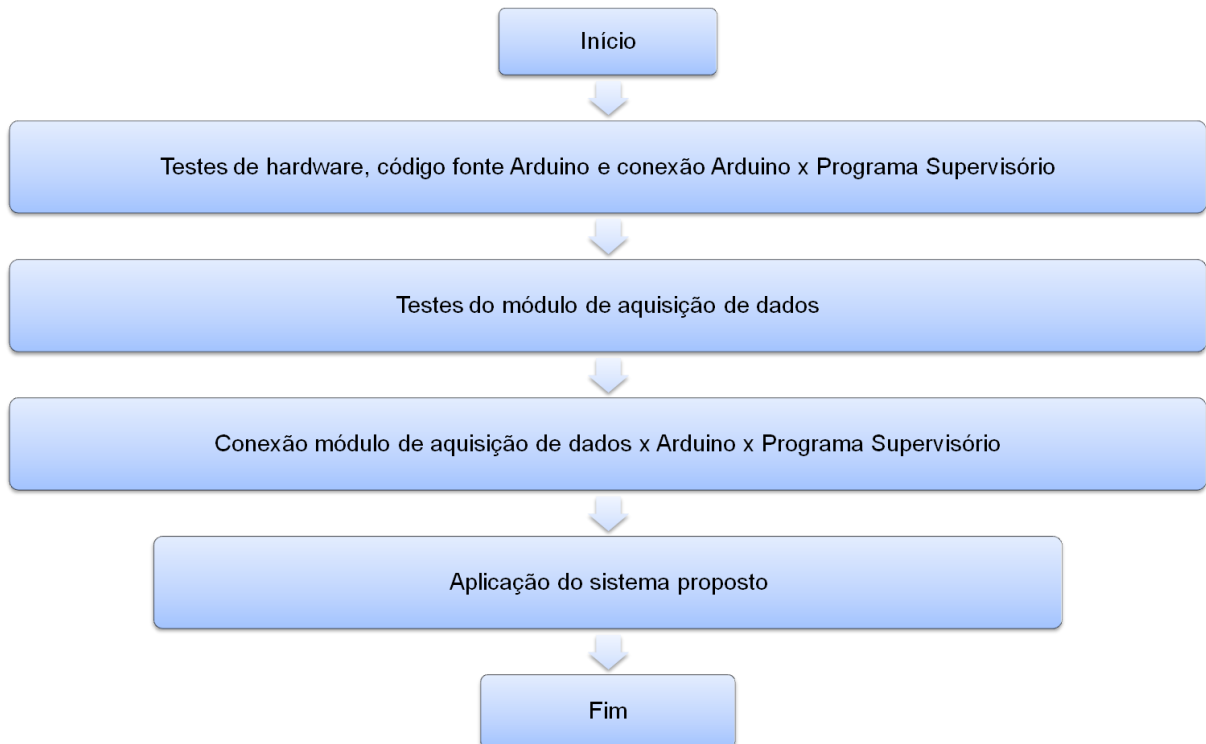 Início
Testes de hardware, código fonte Arduino e conexão Arduino x Programa Supervisório
Testes do módulo de aquisição de dados
Conexão módulo de aquisição de dados x Arduino x Programa Supervisório
Aplicação do sistema proposto
Fim